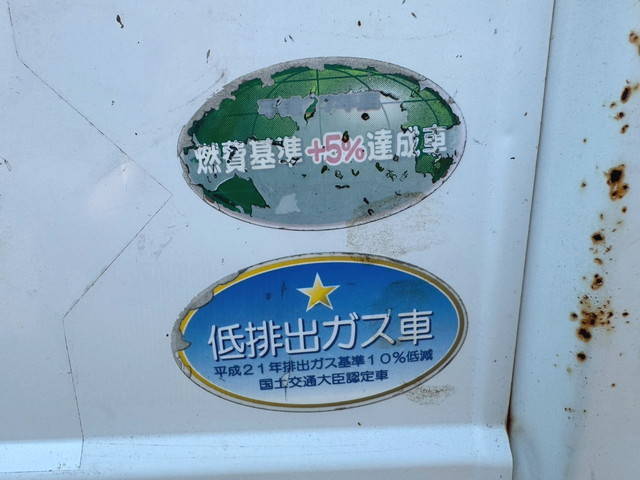 燃費基準+5%達成車
低排出ガス車
平成21年排出ガス基準10%低減
国土交通大臣認定車